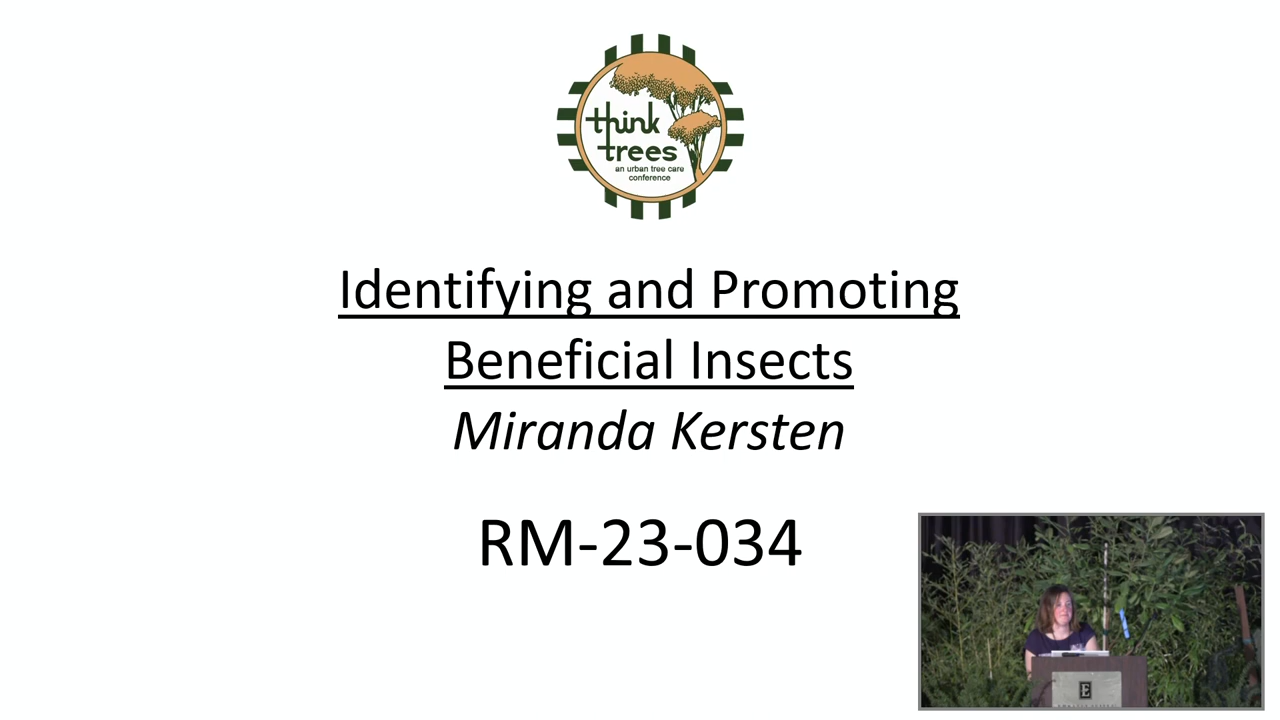 think
trees
an urban tree care
conference
Identifying and Promoting
Beneficial Insects
Miranda Kersten
RM-23-034
E